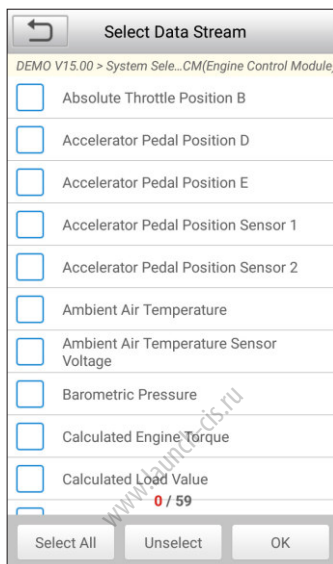 Select Data Stream
DEMO V15.00 > System Sele...CM(Engine Control Module)
Absolute Throttle Position B
Accelerator Pedal Position D
Accelerator Pedal Position E
Accelerator Pedal Position Sensor 1
Accelerator Pedal Position Sensor 2
Ambient Air Temperature
Ambient Air Temperature Sensor
Voltage
Barometric Pressure
Calculated Engine Torque
Calculated Load Value
0 / 59
www.launch-cis.ru
Select All
Unselect
OK